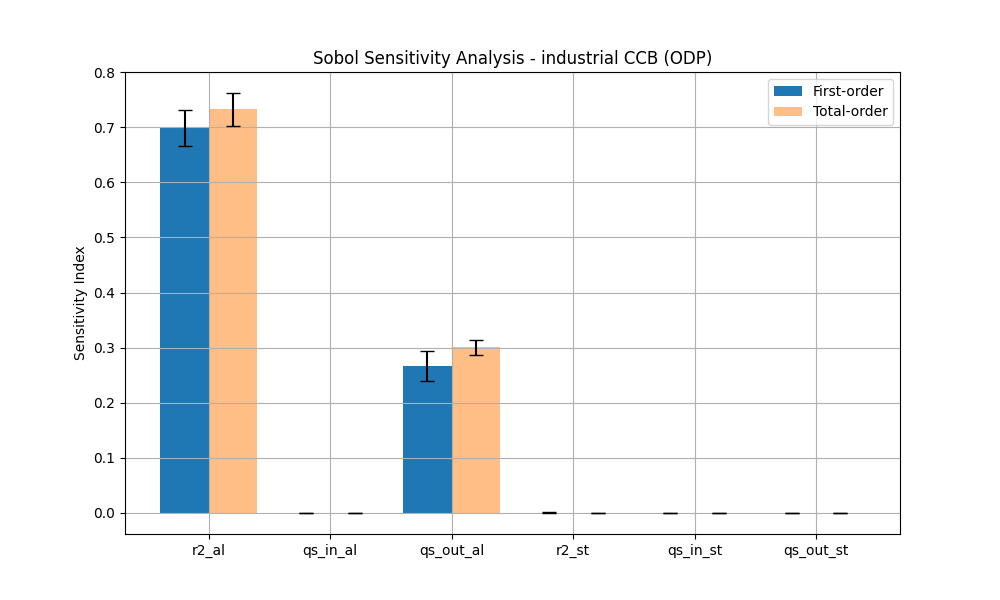 Sobol Sensitivity Analysis - industrial CCB (ODP)
First-order
Total-order
Sensitivity Index
0.8
0.7
0.6
0.5
0.4
0.3
0.2
0.1
0.0
r2_al qs_in_al qs_out_al r2_st qs_in_st qs_out_st